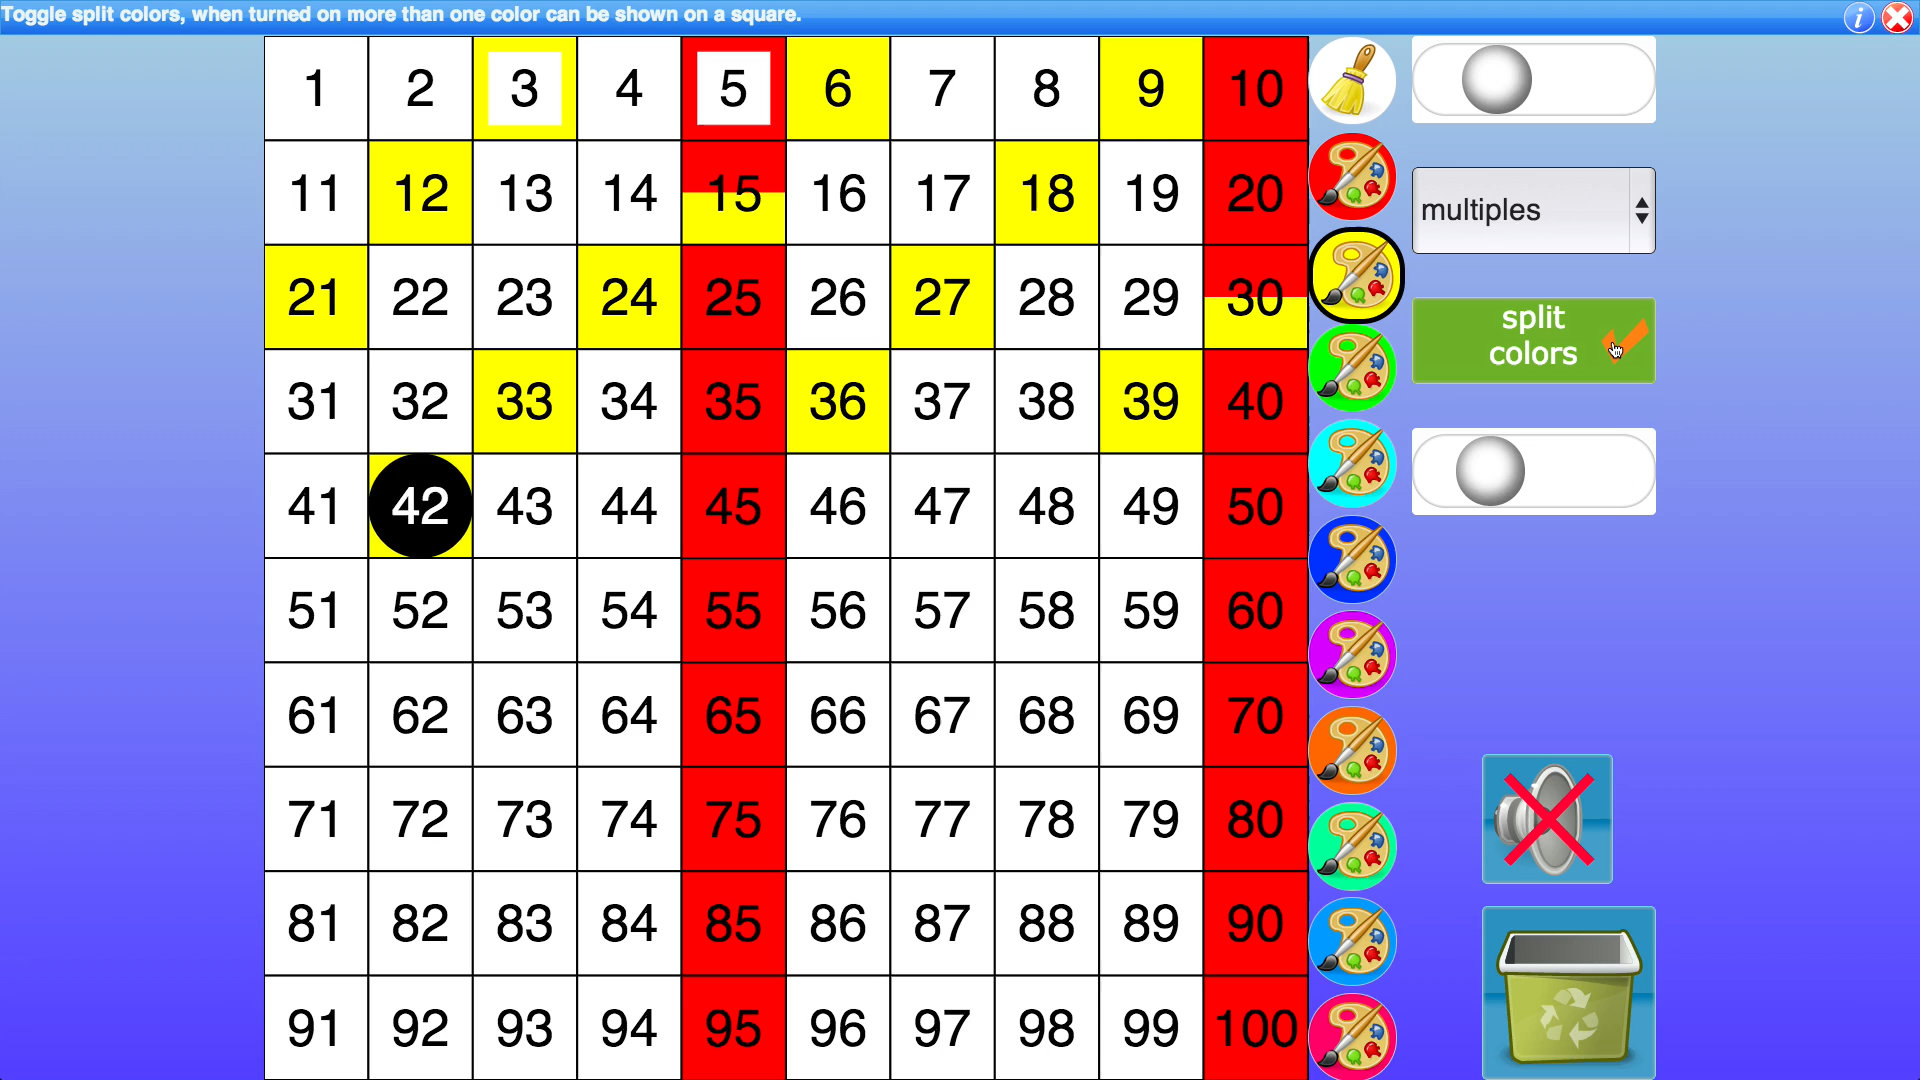 Toggle split colors, when turned on more than one color can be shown on a square.
i
1 2 3 4 5 6 7 8 9 10
11 12 13 14 15 16 17 18 19 20
21 22 23 24 25 26 27 28 29 30
31 32 33 34 35 36 37 38 39 40
41 42 43 44 45 46 47 48 49 50
51 52 53 54 55 56 57 58 59 60
61 62 63 64 65 66 67 68 69 70
71 72 73 74 75 76 77 78 79 80
81 82 83 84 85 86 87 88 89 90
91 92 93 94 95 96 97 98 99 100
multiples
split
colors